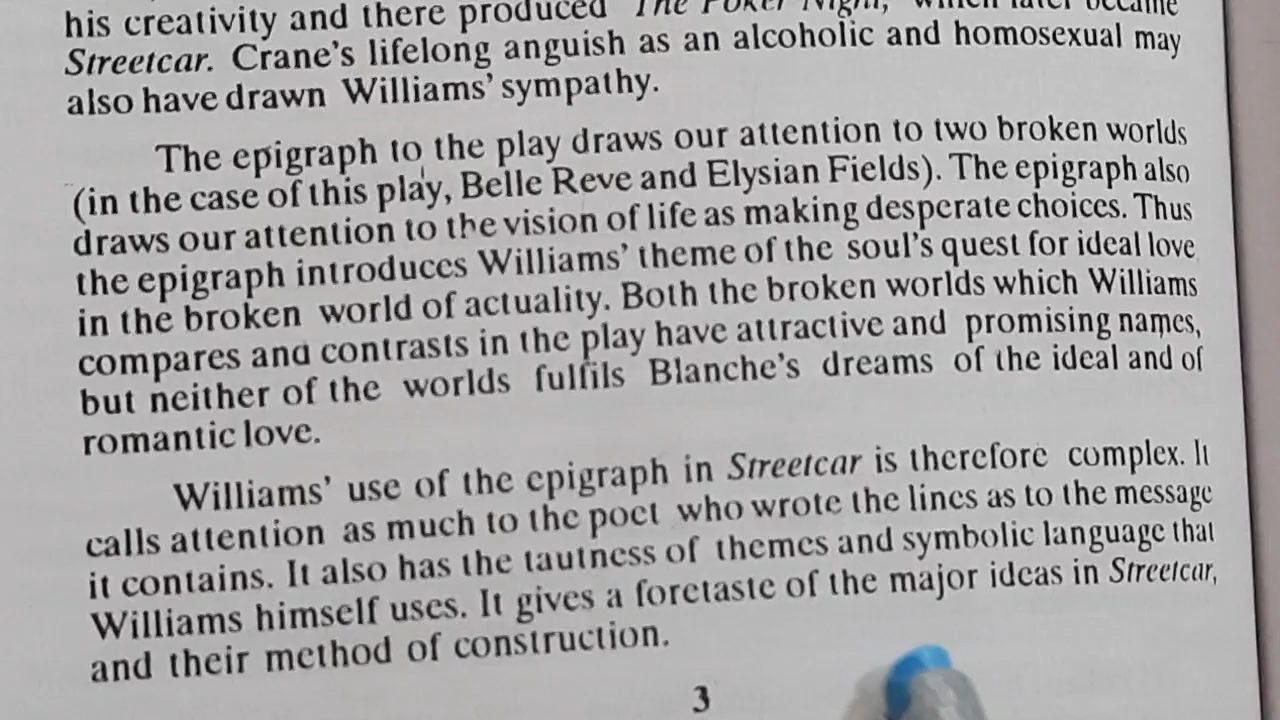 his creativity and there produced The Poker Night, which later became
Streetcar. Crane's lifelong anguish as an alcoholic and homosexual may
also have drawn Williams' sympathy.
The epigraph to the play draws our attention to two broken worlds
(in the case of this play, Belle Reve and Elysian Fields). The epigraph also
draws our attention to the vision of life as making desperate choices. Thus
the epigraph introduces Williams' theme of the soul's quest for ideal love
in the broken world of actuality. Both the broken worlds which Williams
compares and contrasts in the play have attractive and promising names,
but neither of the worlds fulfils Blanche's dreams of the ideal and of
romantic love.
Williams' use of the epigraph in Streetcar is therefore complex. It
calls attention as much to the poet who wrote the lines as to the message
it contains. It also has the tautness of themes and symbolic language that
Williams himself uses. It gives a foretaste of the major ideas in Streetcar,
and their method of construction.
3